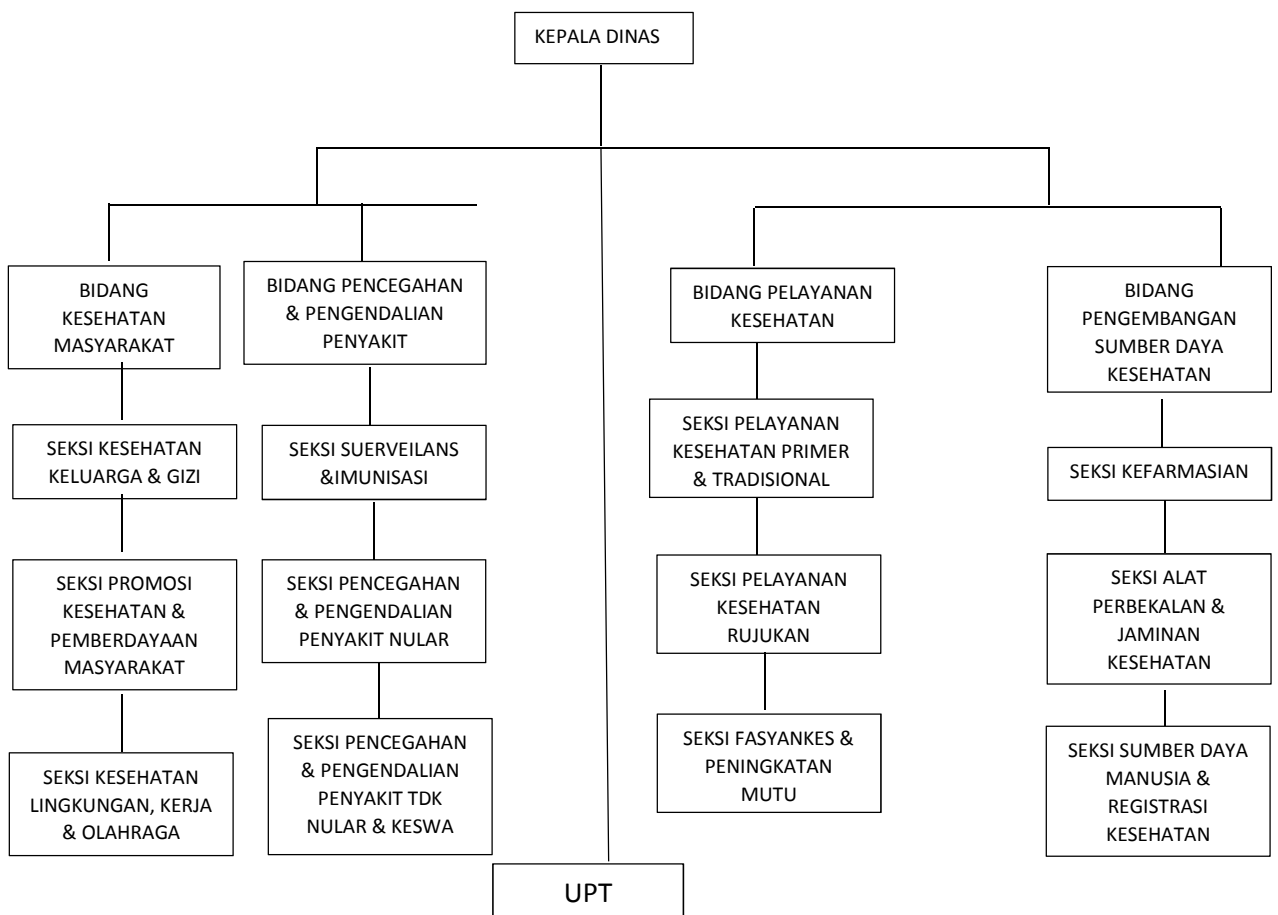 KEPALA DINAS
BIDANG
KESEHATAN
MASYARAKAT
BIDANG PENCEGAHAN
& PENGENDALIAN
PENYAKIT
BIDANG PELAYANAN
KESEHATAN
BIDANG
PENGEMBANGAN
SUMBER DAYA
KESEHATAN
SEKSI KESEHATAN
KELUARGA & GIZI
SEKSI SUERVEILANS
&IMUNISASI
SEKSI PELAYANAN
KESEHATAN PRIMER
& TRADISIONAL
SEKSI KEFARMASIAN
SEKSI PROMOSI
KESEHATAN &
PEMBERDAYAAN
MASYARAKAT
SEKSI PENCEGAHAN
& PENGENDALIAN
PENYAKIT NULAR
SEKSI PELAYANAN
KESEHATAN
RUJUKAN
SEKSI ALAT
PERBEKALAN &
JAMINAN
KESEHATAN
SEKSI KESEHATAN
LINGKUNGAN, KERJA
& OLAHRAGA
SEKSI PENCEGAHAN
& PENGENDALIAN
PENYAKIT TDK
NULAR & KESWA
SEKSI FASYANKES &
PENINGKATAN
MUTU
SEKSI SUMBER DAYA
MANUSIA &
REGISTRASI
KESEHATAN
UPT